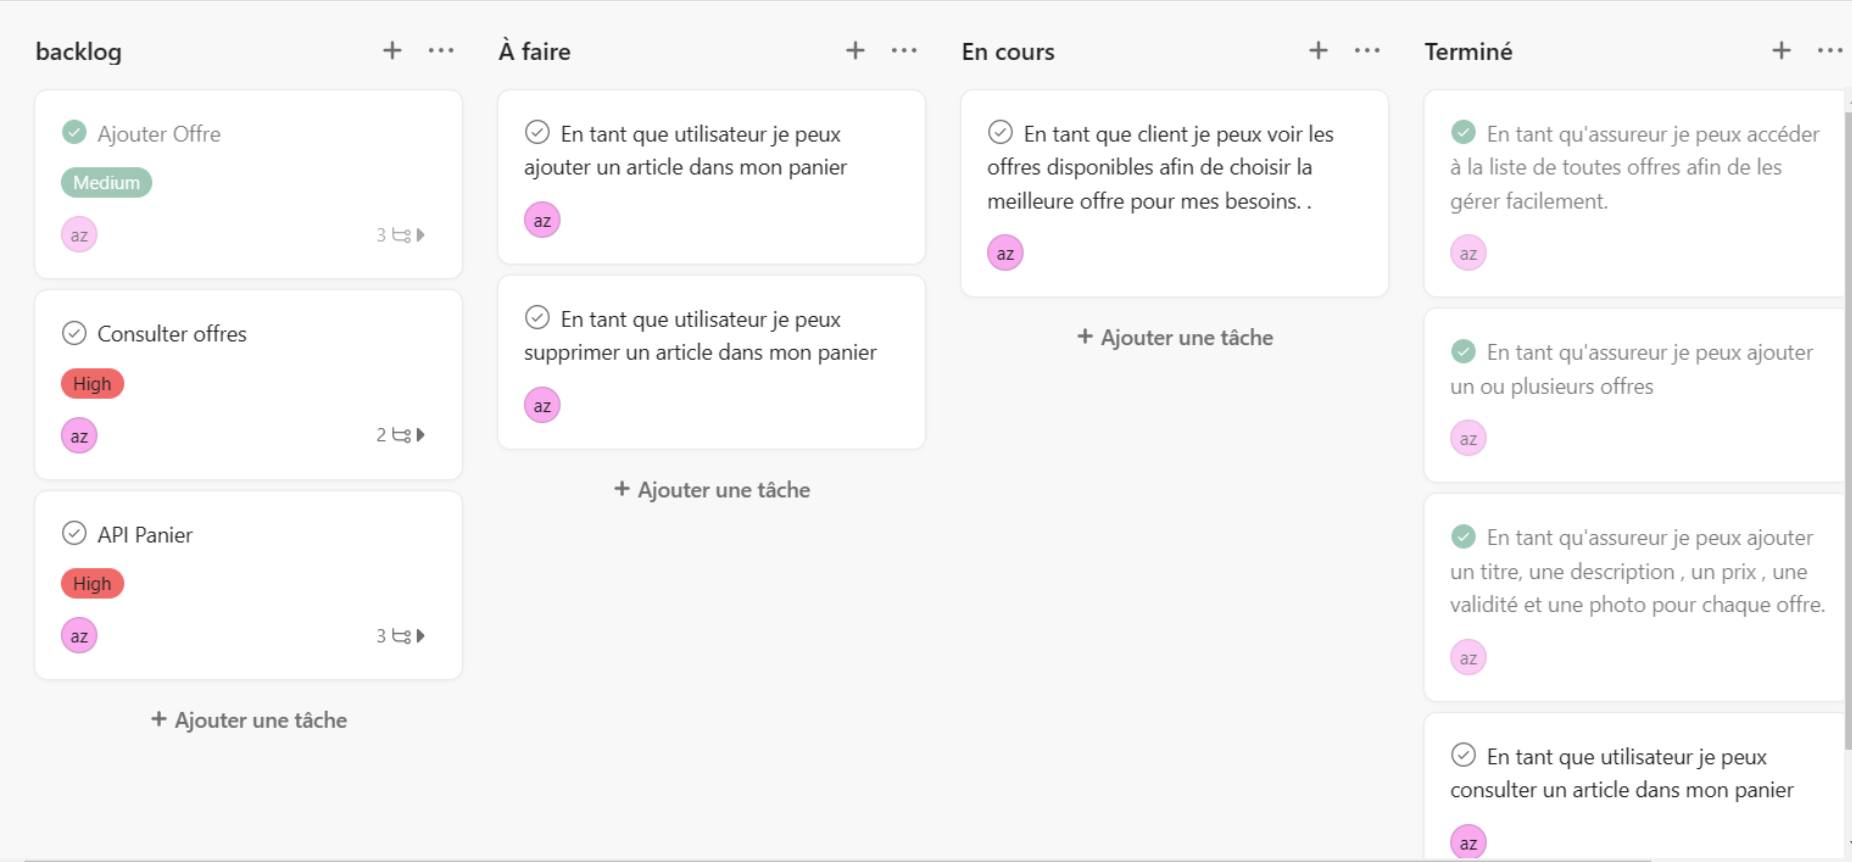 backlog
Ajouter Offre
Medium
az
3
Consulter offres
High
az
2
API Panier
High
az
3
+ Ajouter une tâche
À faire
En tant que utilisateur je peux
ajouter un article dans mon panier
az
En tant que utilisateur je peux
supprimer un article dans mon panier
az
+ Ajouter une tâche
En cours
En tant que client je peux voir les
offres disponibles afin de choisir la
meilleure offre pour mes besoins. .
az
+ Ajouter une tâche
Terminé
En tant qu'assureur je peux accéder
à la liste de toutes offres afin de les
gérer facilement.
az
En tant qu'assureur je peux ajouter
un ou plusieurs offres
az
En tant qu'assureur je peux ajouter
un titre, une description , un prix , une
validité et une photo pour chaque offre.
az
En tant que utilisateur je peux
consulter un article dans mon panier
az